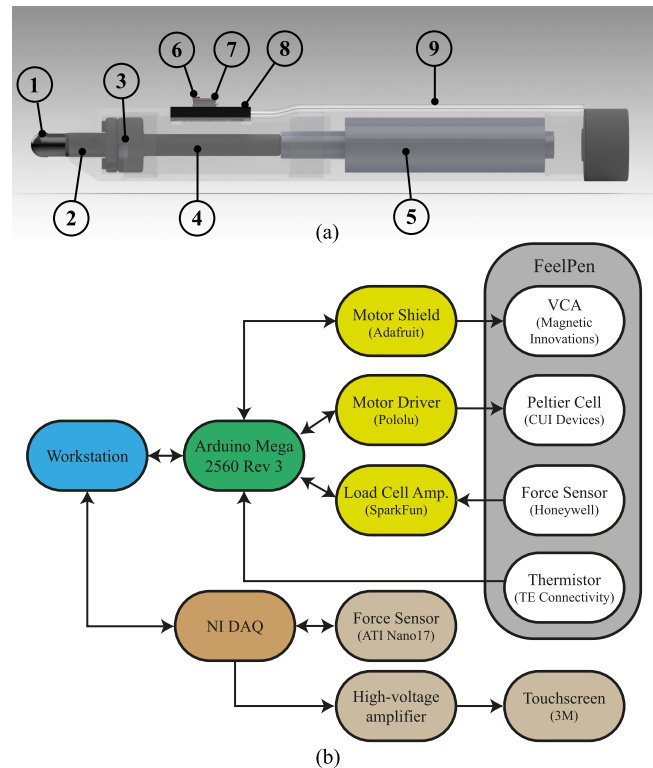 6
7
8
9
3
1
2
4
5
(a)
FeelPen
Motor Shield
(Adafruit)
VCA
(Magnetic
Innovations)
Motor Driver
(Pololu)
Peltier Cell
(CUI Devices)
Workstation
Arduino Mega
2560 Rev 3
Load Cell Amp.
(SparkFun)
Force Sensor
(Honeywell)
Thermistor
(TE Connectivity)
NI DAQ
Force Sensor
(ATI Nano17)
High-voltage
amplifier
Touchscreen
(3M)
(b)